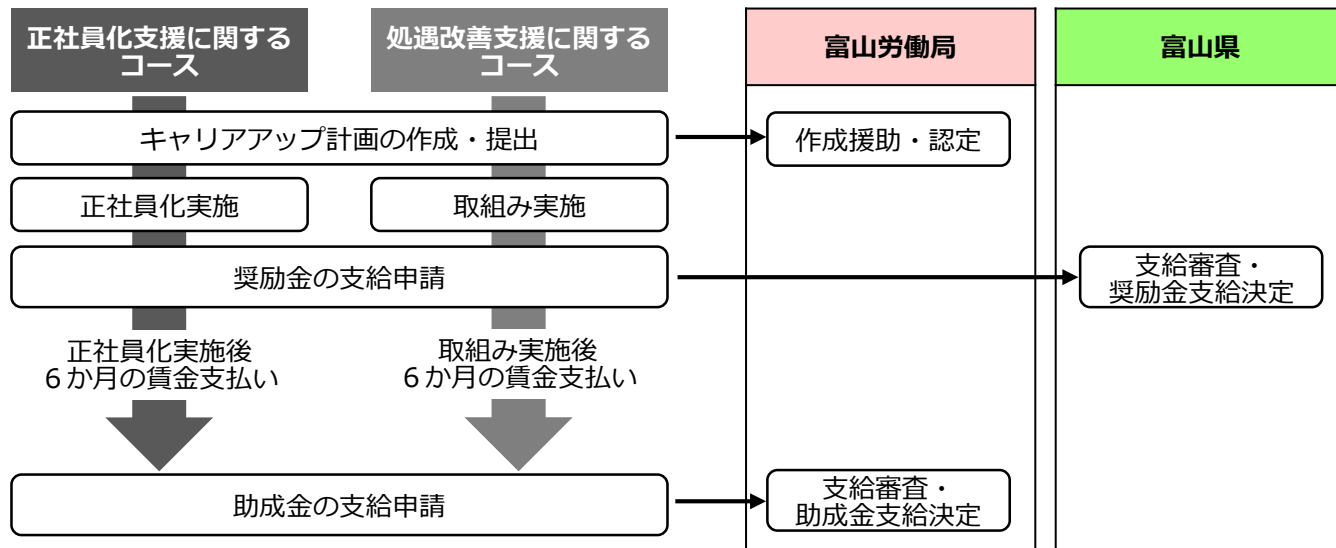 正社員化支援に関する
コース
処遇改善支援に関する
コース
富山労働局
富山県
キャリアアップ計画の作成・提出
作成援助・認定
正社員化実施
取組み実施
奨励金の支給申請
支給審査・
奨励金支給決定
正社員化実施後
６か月の賃金支払い
取組み実施後
６か月の賃金支払い
助成金の支給申請
支給審査・
助成金支給決定